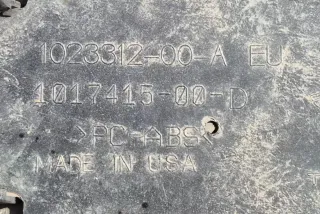 1023312-00-A EU
1017415-00-D
>PC-ABS<
MADE IN USA